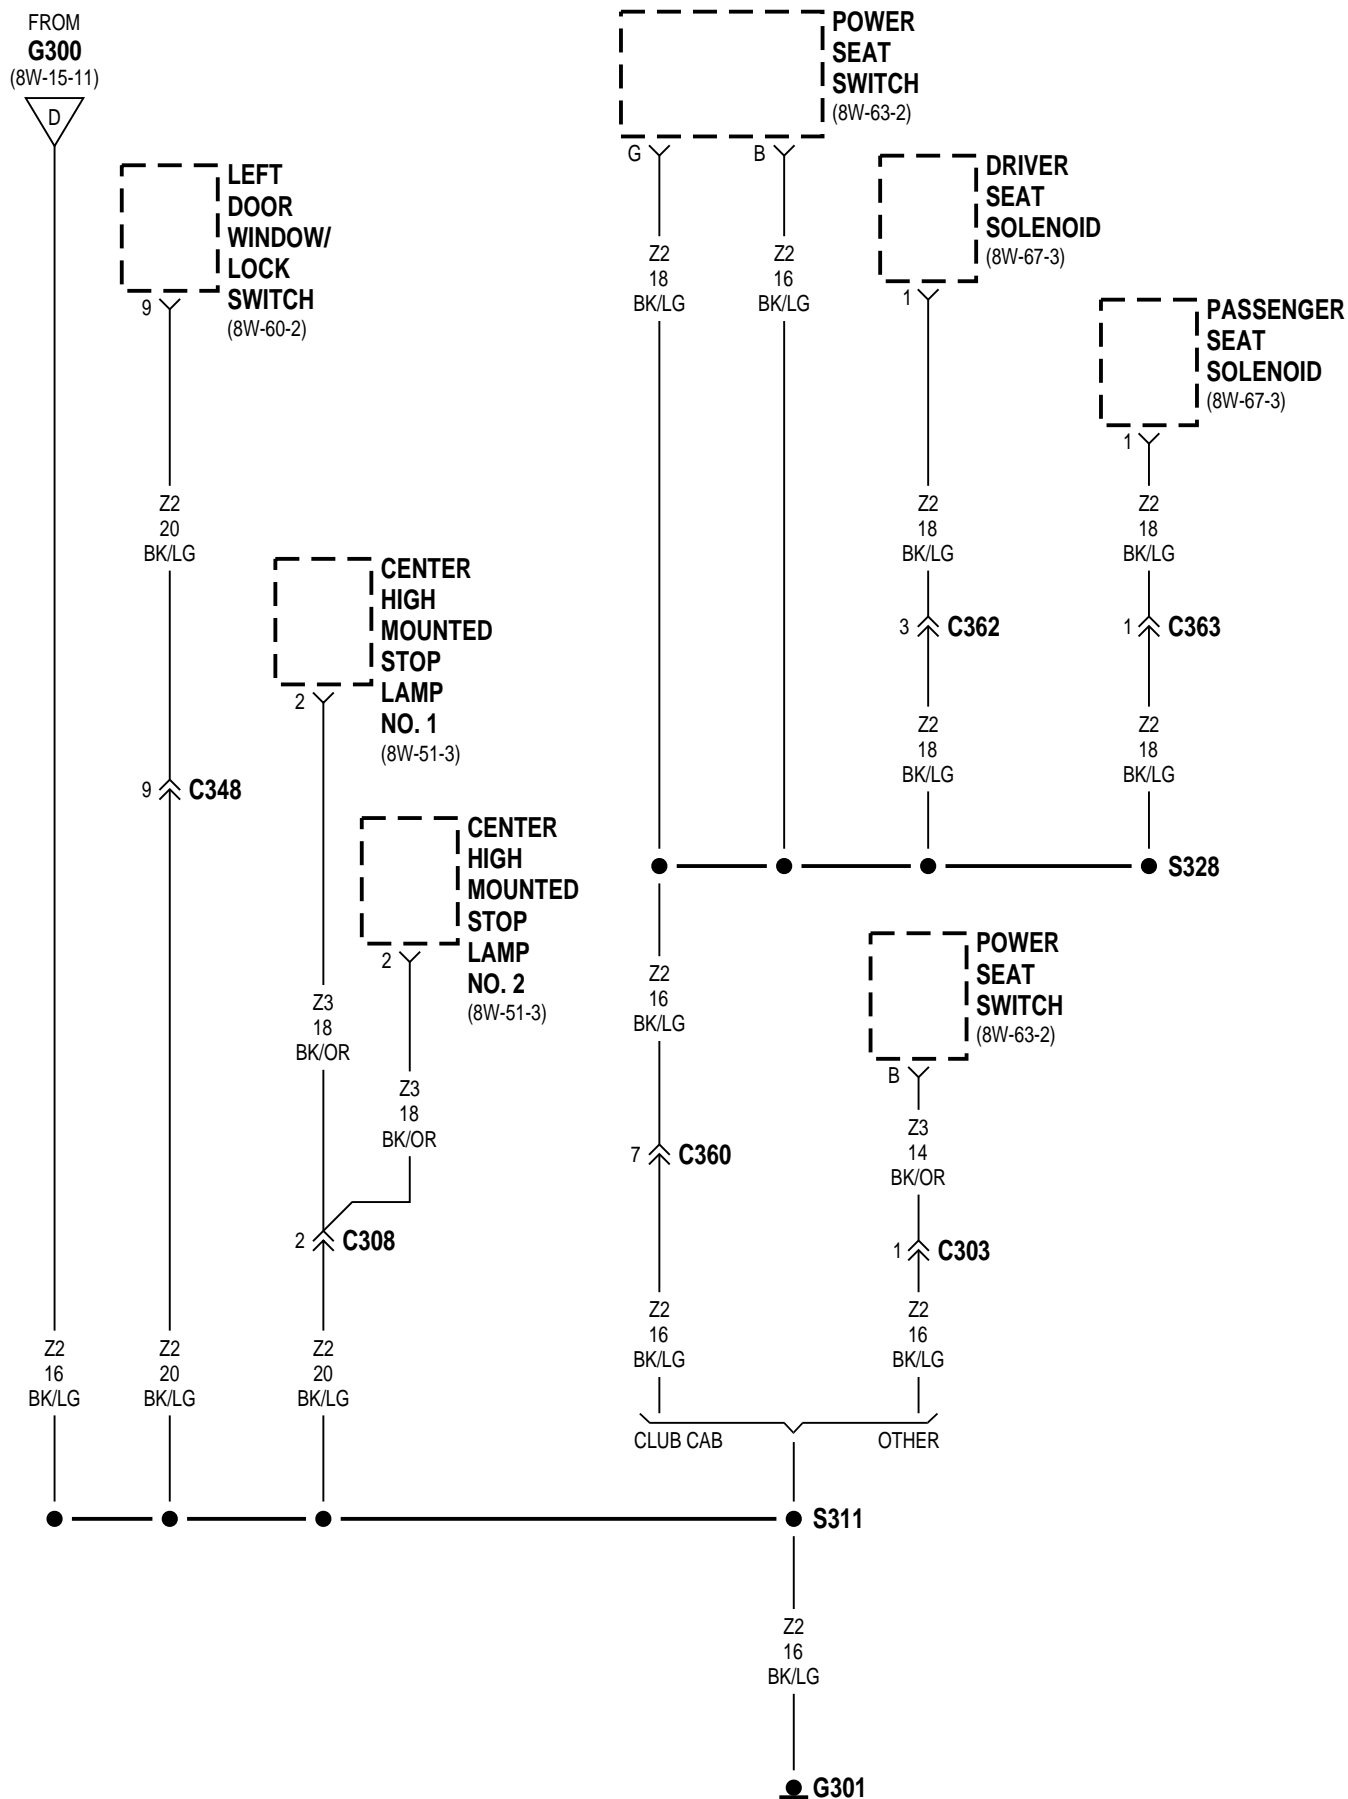 FROM
G300
(8W-15-11)
D
LEFT
DOOR
WINDOW/
LOCK
SWITCH
(8W-60-2)
9
Z2
20
BK/LG
9 C348
Z2
20
BK/LG
CENTER
HIGH
MOUNTED
STOP
LAMP
NO. 1
(8W-51-3)
2
Z3
18
BK/OR
CENTER
HIGH
MOUNTED
STOP
LAMP
NO. 2
(8W-51-3)
2
Z3
18
BK/OR
2 C308
Z2
20
BK/LG
Z2
16
BK/LG
POWER
SEAT
SWITCH
(8W-63-2)
G
B
Z2
18
BK/LG
Z2
16
BK/LG
DRIVER
SEAT
SOLENOID
(8W-67-3)
1
Z2
18
BK/LG
3 C362
Z2
18
BK/LG
PASSENGER
SEAT
SOLENOID
(8W-67-3)
1
Z2
18
BK/LG
1 C363
Z2
18
BK/LG
S328
Z2
16
BK/LG
7 C360
Z2
16
BK/LG
POWER
SEAT
SWITCH
(8W-63-2)
B
Z3
14
BK/OR
1 C303
Z2
16
BK/LG
CLUB CAB
OTHER
S311
Z2
16
BK/LG
G301